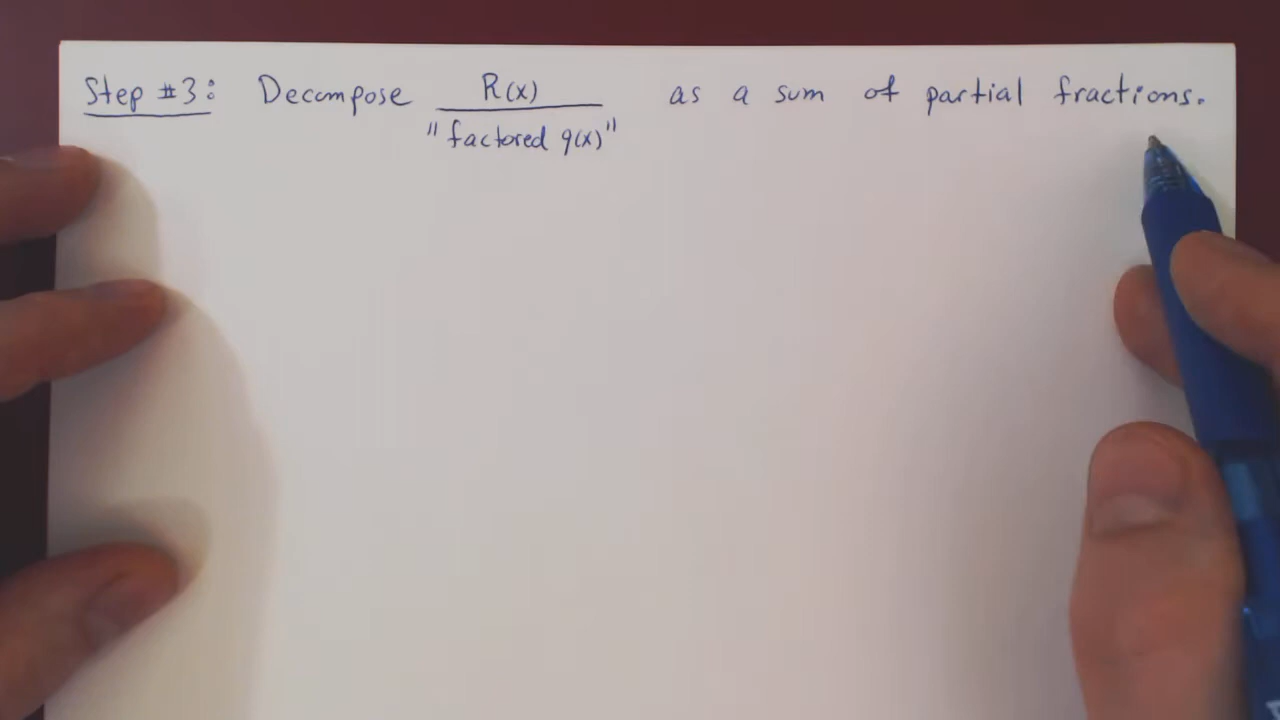 Step #3: Decompose R(x) / "factored q(x)" as a sum of partial fractions.